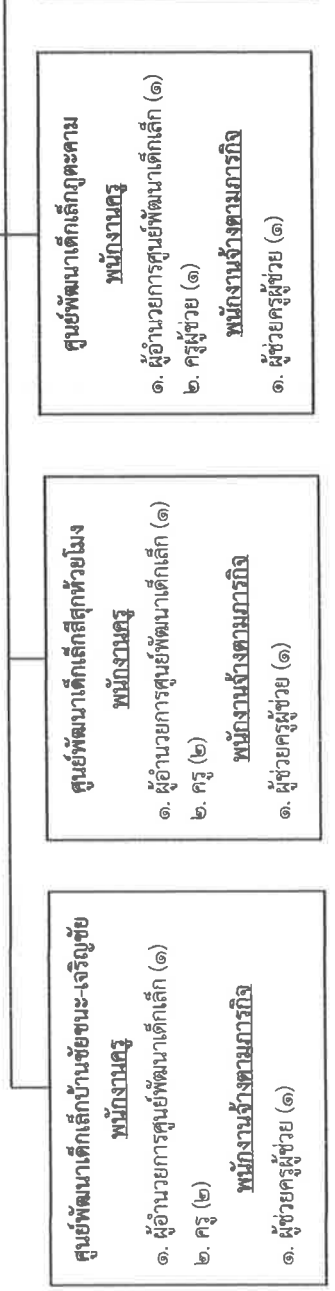 ศูนย์พัฒนาเด็กเล็กบ้านชัยชนะ-เจริญชัย
พนักงานครู
๑. ผู้อำนวยการศูนย์พัฒนาเด็กเล็ก (๑)
๒. ครู (๒)
พนักงานจ้างตามภารกิจ
๑. ผู้ช่วยครูผู้ช่วย (๑)
ศูนย์พัฒนาเด็กเล็กสีสุกห้วยโมง
พนักงานครู
๑. ผู้อำนวยการศูนย์พัฒนาเด็กเล็ก (๑)
๒. ครู (๒)
พนักงานจ้างตามภารกิจ
๑. ผู้ช่วยครูผู้ช่วย (๑)
ศูนย์พัฒนาเด็กเล็กภูตะคาม
พนักงานครู
๑. ผู้อำนวยการศูนย์พัฒนาเด็กเล็ก (๑)
๒. ครูผู้ช่วย (๑)
พนักงานจ้างตามภารกิจ
๑. ผู้ช่วยครูผู้ช่วย (๑)